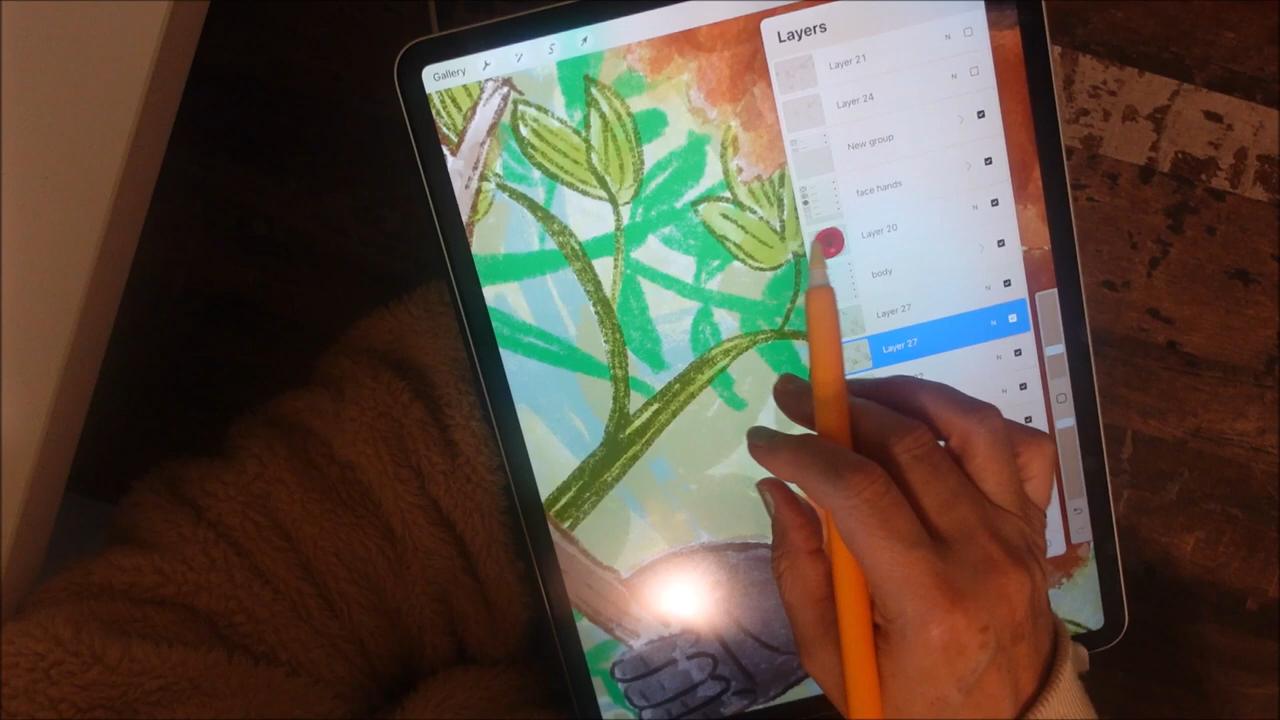 Gallery
S
Layers
Layer 21
N
Layer 24
N
New group
face hands
Layer 20
N
body
Layer 27
N
Layer 27
N
N
N